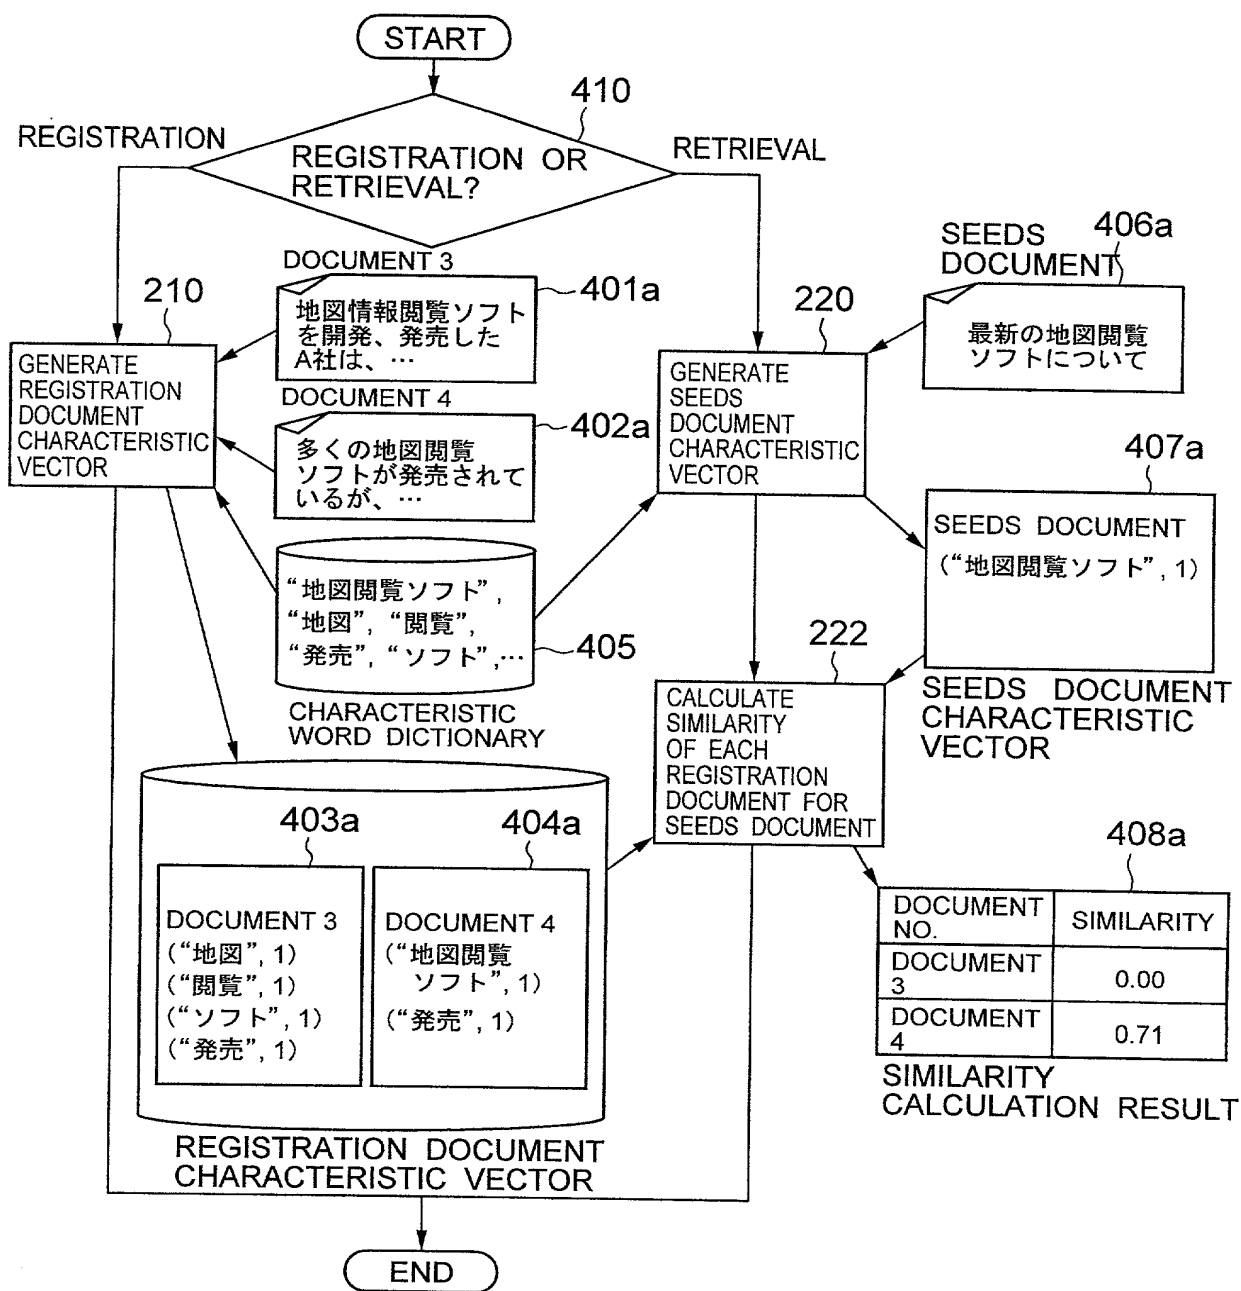 START
410
REGISTRATION
REGISTRATION OR
RETRIEVAL?
RETRIEVAL
DOCUMENT 3
401a
地図情報閲覧ソフト
を開発、発売した
A社は、…
210
GENERATE
REGISTRATION
DOCUMENT
CHARACTERISTIC
VECTOR
DOCUMENT 4
402a
多くの地図閲覧
ソフトが発売されて
いるが、…
“地図閲覧ソフト”,
“地図”, “閲覧”,
“発売”, “ソフト”,…
405
CHARACTERISTIC
WORD DICTIONARY
220
GENERATE
SEEDS
DOCUMENT
CHARACTERISTIC
VECTOR
SEEDS
DOCUMENT
406a
最新の地図閲覧
ソフトについて
407a
SEEDS DOCUMENT
(“地図閲覧ソフト”, 1)
SEEDS DOCUMENT
CHARACTERISTIC
VECTOR
222
CALCULATE
SIMILARITY
OF EACH
REGISTRATION
DOCUMENT FOR
SEEDS DOCUMENT
403a
DOCUMENT 3
(“地図”, 1)
(“閲覧”, 1)
(“ソフト”, 1)
(“発売”, 1)
404a
DOCUMENT 4
(“地図閲覧
ソフト”, 1)
(“発売”, 1)
REGISTRATION DOCUMENT
CHARACTERISTIC VECTOR
408a
DOCUMENT
NO.
SIMILARITY
DOCUMENT
3
0.00
DOCUMENT
4
0.71
SIMILARITY
CALCULATION RESULT
END